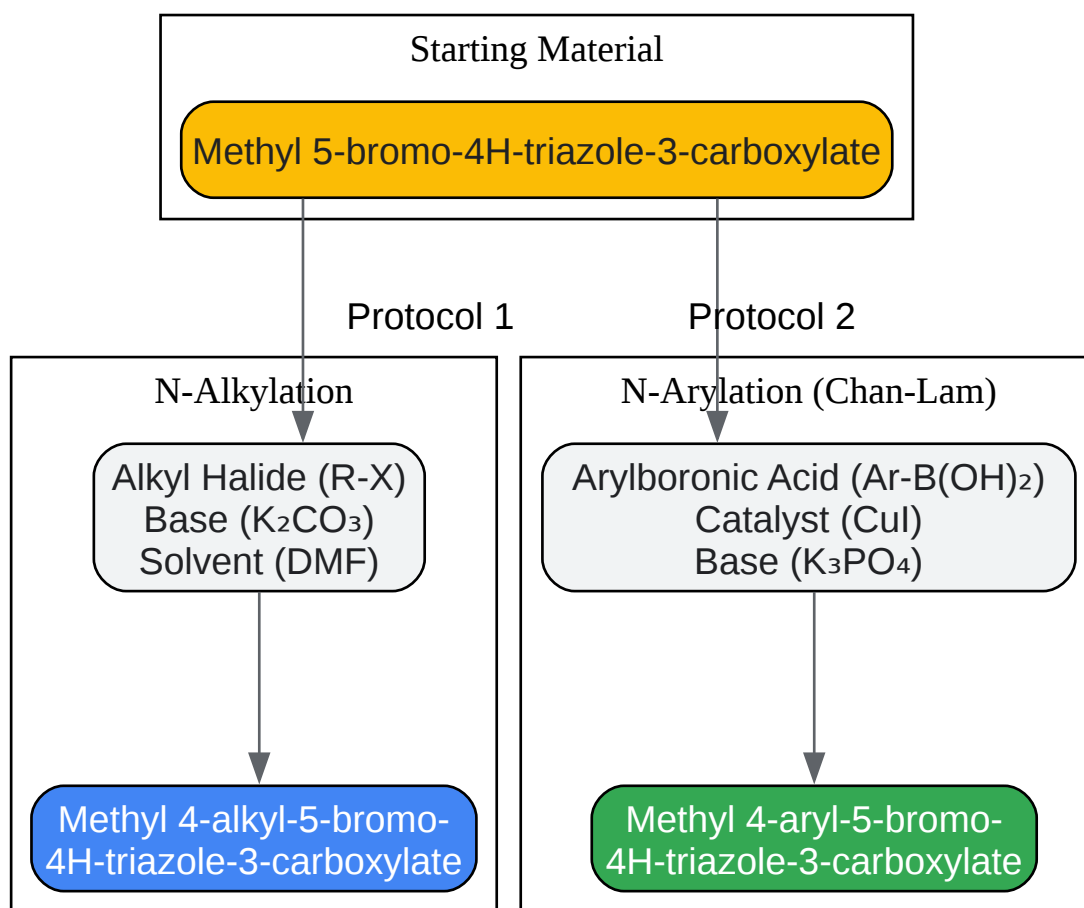 Starting Material
Methyl 5-bromo-4H-triazole-3-carboxylate
Protocol 1
Protocol 2
N-Alkylation
Alkyl Halide (R-X)
Base (K₂CO₃)
Solvent (DMF)
Methyl 4-alkyl-5-bromo-
4H-triazole-3-carboxylate
N-Arylation (Chan-Lam)
Arylboronic Acid (Ar-B(OH)₂)
Catalyst (CuI)
Base (K₃PO₄)
Methyl 4-aryl-5-bromo-
4H-triazole-3-carboxylate